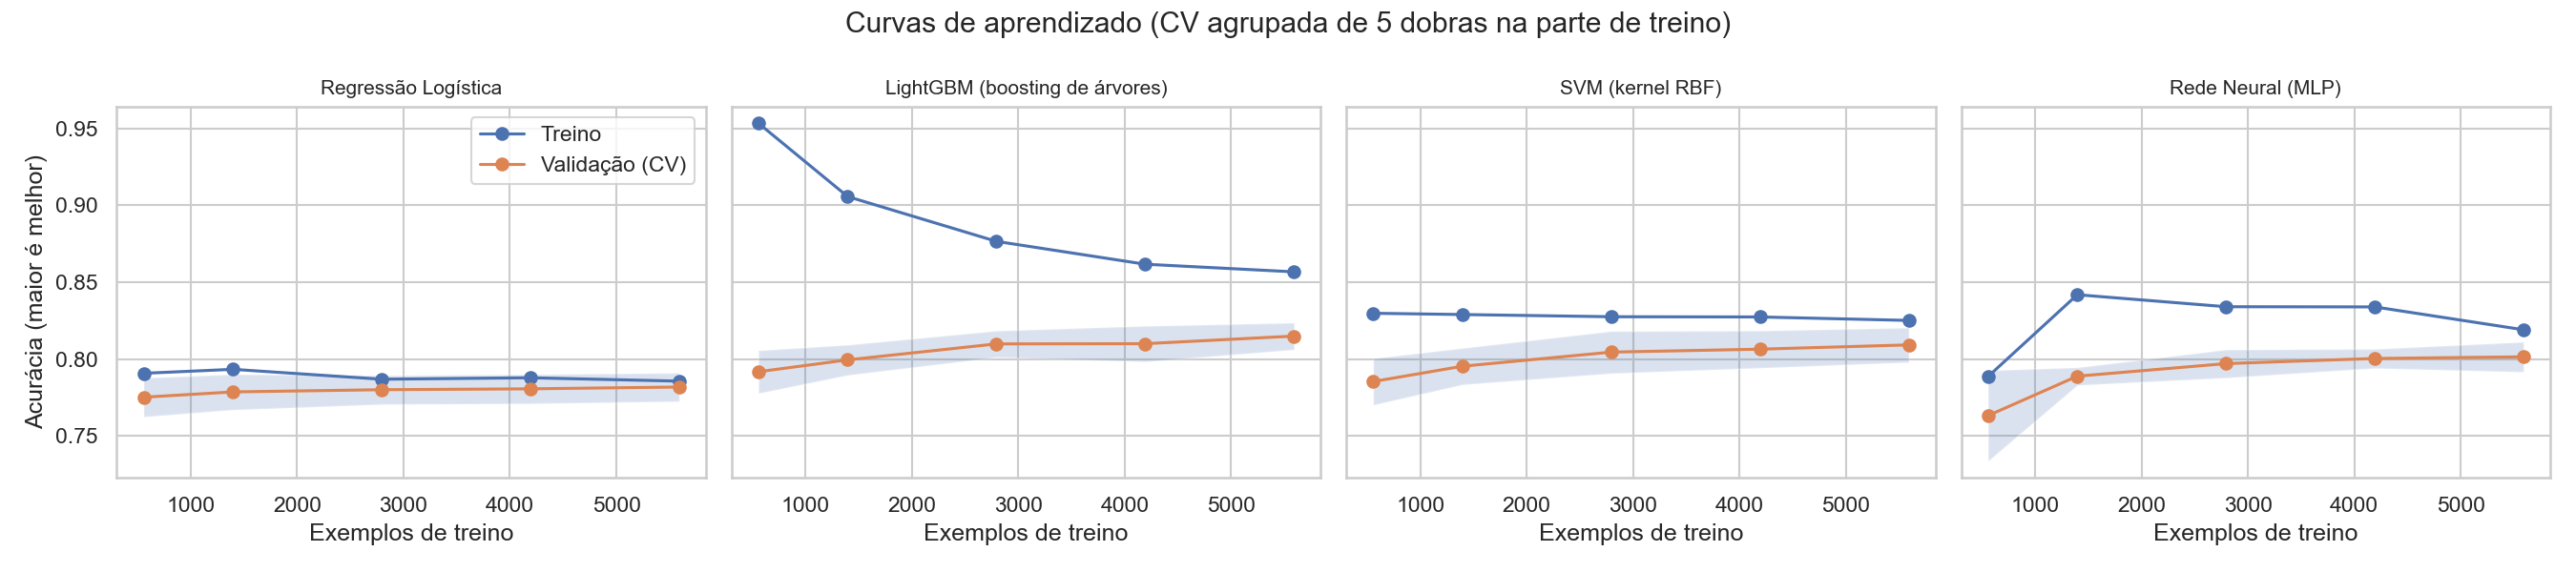 Curvas de aprendizado (CV agrupada de 5 dobras na parte de treino)
Regressão Logística
LightGBM (boosting de árvores)
SVM (kernel RBF)
Rede Neural (MLP)
Acurácia (maior é melhor)
0.95
0.90
0.85
0.80
0.75
Treino
Validação (CV)
1000 2000 3000 4000 5000
1000 2000 3000 4000 5000
1000 2000 3000 4000 5000
1000 2000 3000 4000 5000
Exemplos de treino
Exemplos de treino
Exemplos de treino
Exemplos de treino